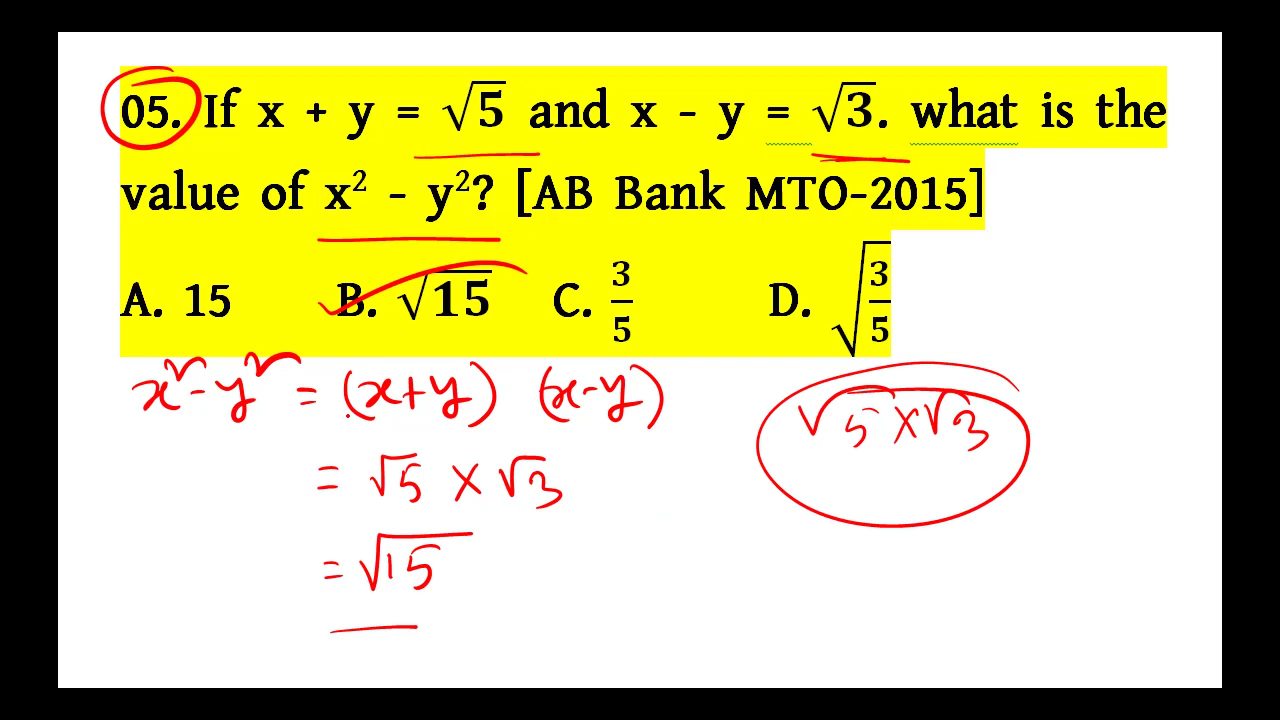 05. If x + y = √5 and x - y = √3. what is the
value of x² - y²? [AB Bank MTO-2015]
A. 15 B. √15 C. 3/5 D. √(3/5)
x² - y² = (x+y) (x-y)
= √5 × √3
= √15
√5 × √3